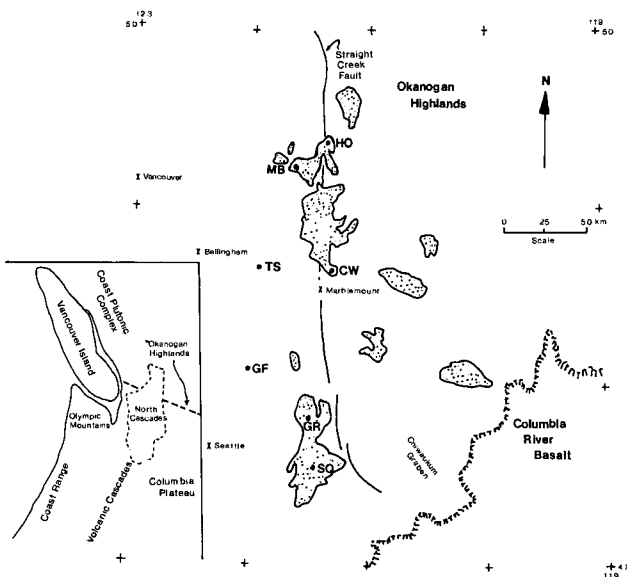 123
50
119
50
Straight
Creek
Fault
Okanogan
Highlands
N
HO
MB
Vancouver
0 25 50 km
Scale
Bellingham
TS
CW
Marblemount
Coast Plutonic
Complex
Vancouver Island
Okanogan
Highlands
GF
Olympic
Mountains
North
Cascades
GR
Seattle
SQ
Columbia
River
Basalt
Chiwaukum
Graben
Coast Range
Volcanic Cascades
Columbia
Plateau
47
119